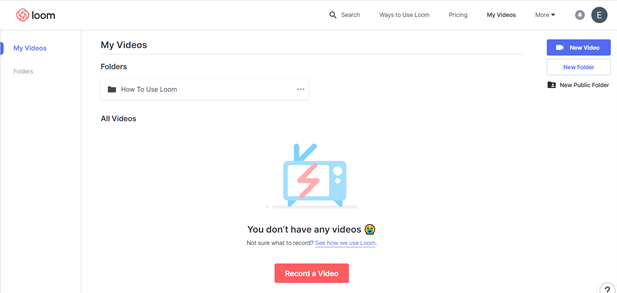 loom
Search
Ways to Use Loom
Pricing
My Videos
More
E
My Videos
Folders
My Videos
Folders
How To Use Loom
All Videos
New Video
New Folder
New Public Folder
You don't have any videos 😭
Not sure what to record? See how we use Loom.
Record a Video
?